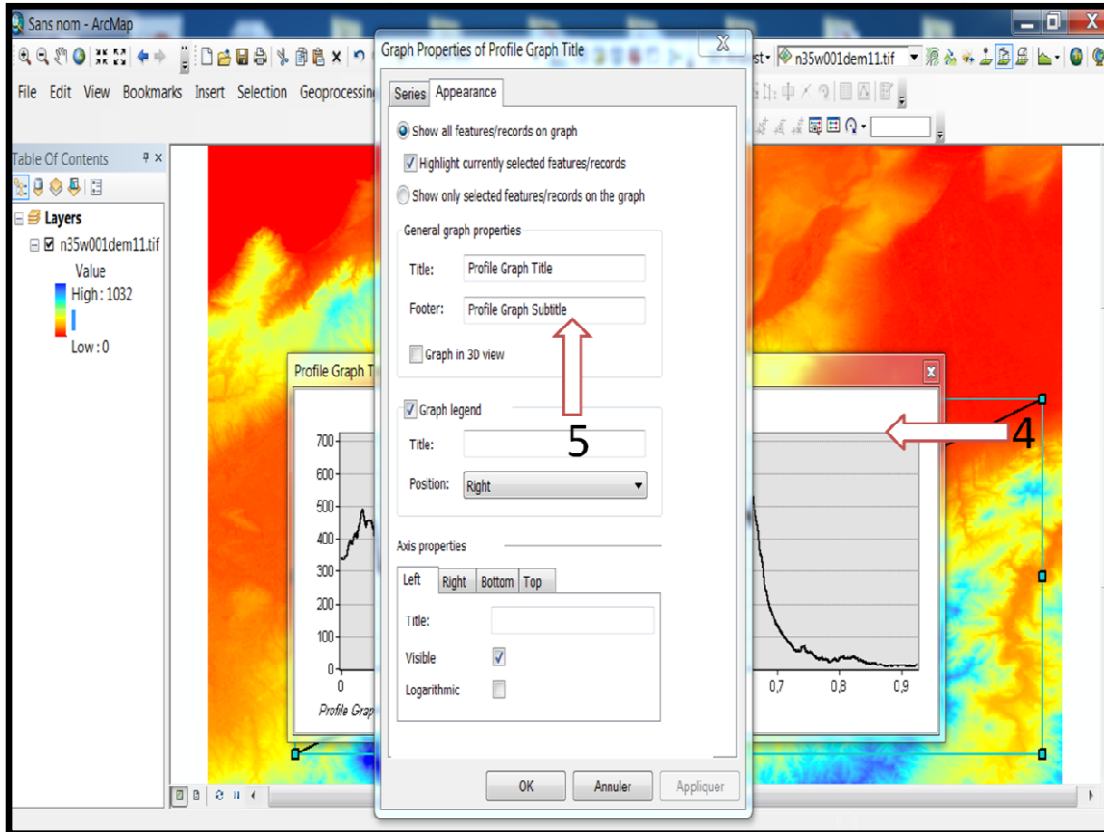 Sans nom - ArcMap
Graph Properties of Profile Graph Title
n35w001dem11.tif
File Edit View Bookmarks Insert Selection
Series Appearance
Show all features/records on graph
Highlight currently selected features/records
Show only selected features/records on the graph
Table Of Contents
Layers
n35w001dem11.tif
Value
High : 1032
Low : 0
General graph properties
Title: Profile Graph Title
Footer: Profile Graph Subtitle
Graph in 3D view
Profile Graph T
Graph legend
5
4
Title:
Position: Right
700
600
500
400
300
200
100
0
Axis properties
Left Right Bottom Top
Title:
Visible
Logarithmic
0 0,7 0,8 0,9
Profile Grap
OK Annuler Appliquer